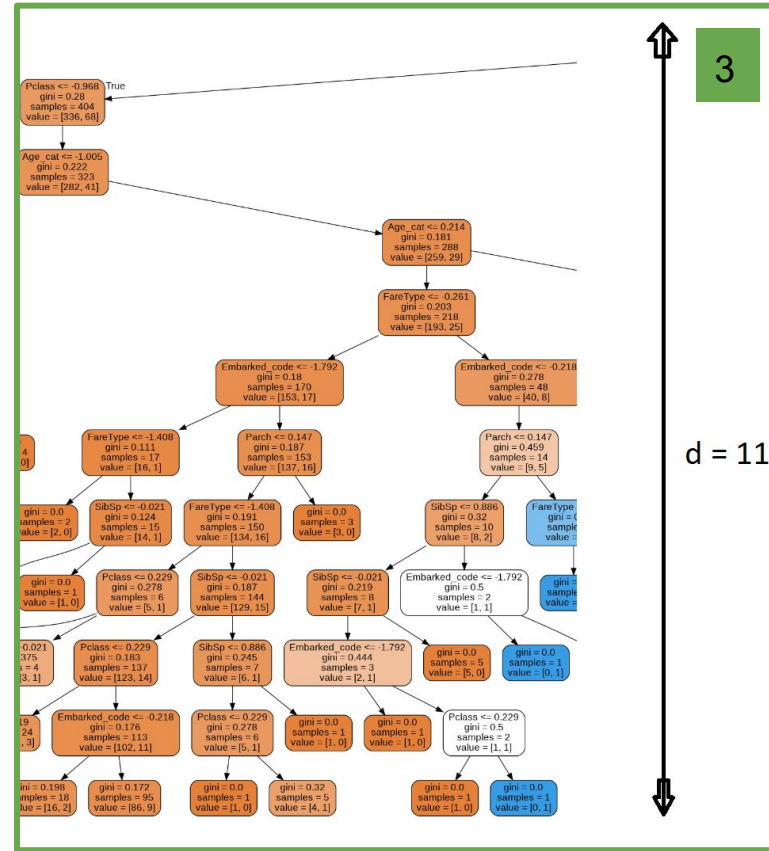 3
Pclass <= -0.968
gini = 0.28
samples = 404
value = [336, 68]
True
Age_cat <= -1.005
gini = 0.222
samples = 323
value = [282, 41]
Age_cat <= 0.214
gini = 0.181
samples = 288
value = [259, 29]
FareType <= -0.261
gini = 0.203
samples = 218
value = [193, 25]
Embarked_code <= -1.792
gini = 0.18
samples = 170
value = [153, 17]
Embarked_code <= -0.218
gini = 0.278
samples = 48
value = [40, 8]
4
0]
FareType <= -1.408
gini = 0.111
samples = 17
value = [16, 1]
Parch <= 0.147
gini = 0.187
samples = 153
value = [137, 16]
Parch <= 0.147
gini = 0.459
samples = 14
value = [9, 5]
d = 11
gini = 0.0
samples = 2
value = [2, 0]
SibSp <= -0.021
gini = 0.124
samples = 15
value = [14, 1]
FareType <= -1.408
gini = 0.191
samples = 150
value = [134, 16]
gini = 0.0
samples = 3
value = [3, 0]
SibSp <= 0.886
gini = 0.32
samples = 10
value = [8, 2]
FareType
gini =
value =
gini = 0.0
samples = 1
value = [1, 0]
Pclass <= 0.229
gini = 0.278
samples = 6
value = [5, 1]
SibSp <= -0.021
gini = 0.187
samples = 144
value = [129, 15]
SibSp <= -0.021
gini = 0.219
samples = 8
value = [7, 1]
Embarked_code <= -1.792
gini = 0.5
samples = 2
value = [1, 1]
gini =
value =
-0.021
375
= 4
[3, 1]
Pclass <= 0.229
gini = 0.183
samples = 137
value = [123, 14]
SibSp <= 0.886
gini = 0.245
samples = 7
value = [6, 1]
Embarked_code <= -1.792
gini = 0.444
samples = 3
value = [2, 1]
gini = 0.0
samples = 5
value = [5, 0]
gini = 0.0
samples = 1
value = [0, 1]
19
24
, 3]
Embarked_code <= -0.218
gini = 0.176
samples = 113
value = [102, 11]
Pclass <= 0.229
gini = 0.278
samples = 6
value = [5, 1]
gini = 0.0
samples = 1
value = [1, 0]
gini = 0.0
samples = 1
value = [1, 0]
Pclass <= 0.229
gini = 0.5
samples = 2
value = [1, 1]
gini = 0.198
samples = 18
value = [16, 2]
gini = 0.172
samples = 95
value = [86, 9]
gini = 0.0
samples = 1
value = [1, 0]
gini = 0.32
samples = 5
value = [4, 1]
gini = 0.0
samples = 1
value = [1, 0]
gini = 0.0
samples = 1
value = [0, 1]